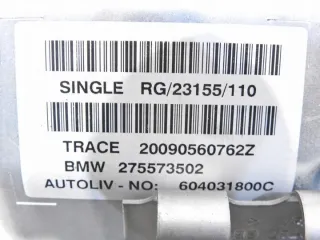 SINGLE RG/23155/110
TRACE 20090560762Z
BMW 275573502
AUTOLIV - NO: 604031800C